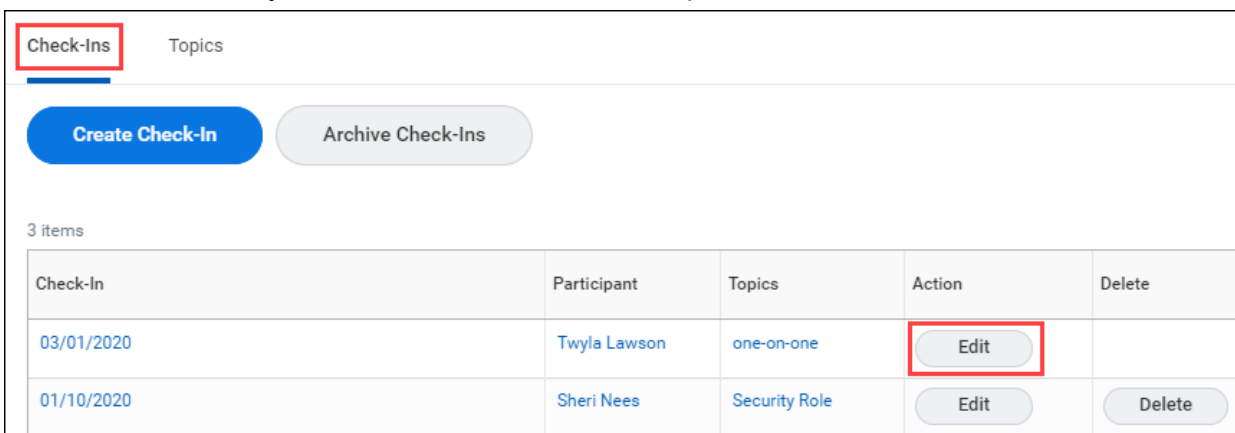 Check-Ins Topics
Create Check-In Archive Check-Ins
3 items
Check-In Participant Topics Action Delete
03/01/2020 Twyla Lawson one-on-one Edit
01/10/2020 Sheri Nees Security Role Edit Delete